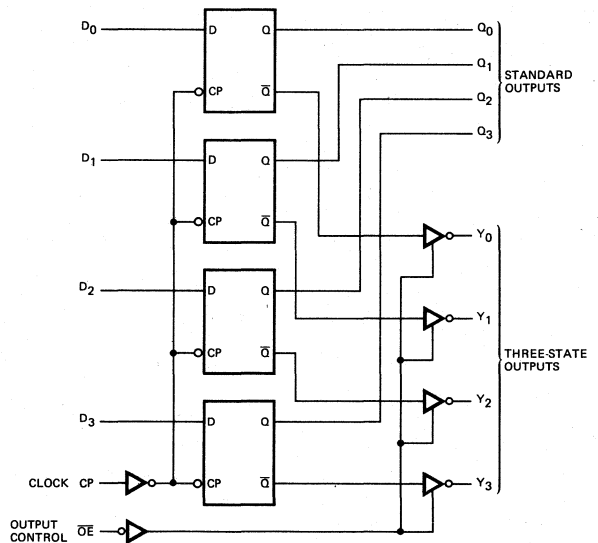 D0 D Q Q0
Q1
STANDARD
OUTPUTS
CP Q̅ Q2
Q3
D1 D Q
CP Q̅
Y0
D2 D Q
Y1
CP Q̅
THREE-STATE
OUTPUTS
Y2
D3 D Q
CLOCK CP CP Q̅ Y3
OUTPUT
CONTROL O̅E̅